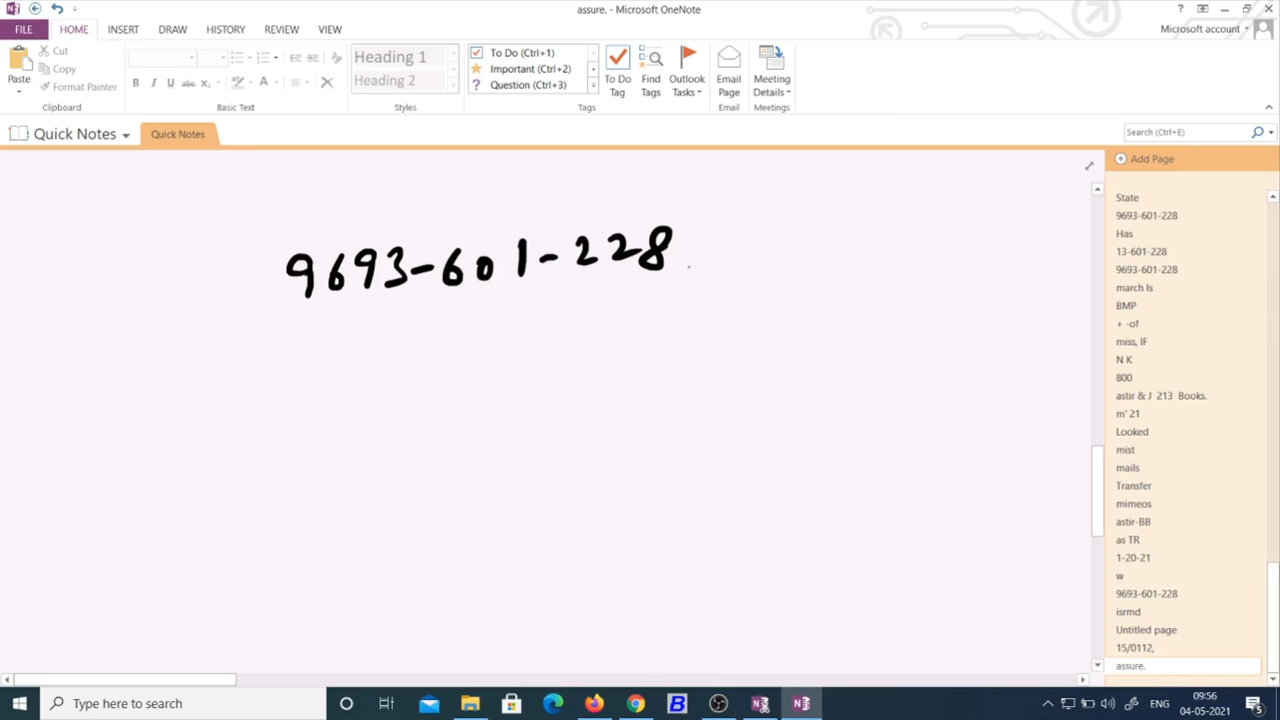 assure. - Microsoft OneNote
?
FILE HOME INSERT DRAW HISTORY REVIEW VIEW
Microsoft account
Paste
Cut
Copy
Format Painter
Clipboard
B I U abc x₂ A
Basic Text
Heading 1
Heading 2
Styles
To Do (Ctrl+1)
Important (Ctrl+2)
? Question (Ctrl+3)
To Do Tag
Find Tags
Outlook Tasks
Tags
Email Page
Email
Meeting Details
Meetings
Quick Notes
Quick Notes
Search (Ctrl+E)
9693-601-228
Add Page
State
9693-601-228
Has
13-601-228
9693-601-228
march Is
BMP
+ -of
miss, IF
N K
800
astir & J 213 Books.
m' 21
Looked
mist
mails
Transfer
mimeos
astir-BB
as TR
1-20-21
w
9693-601-228
isrmd
Untitled page
15/0112,
assure.
Type here to search
B
ENG
09:56
04-05-2021
5